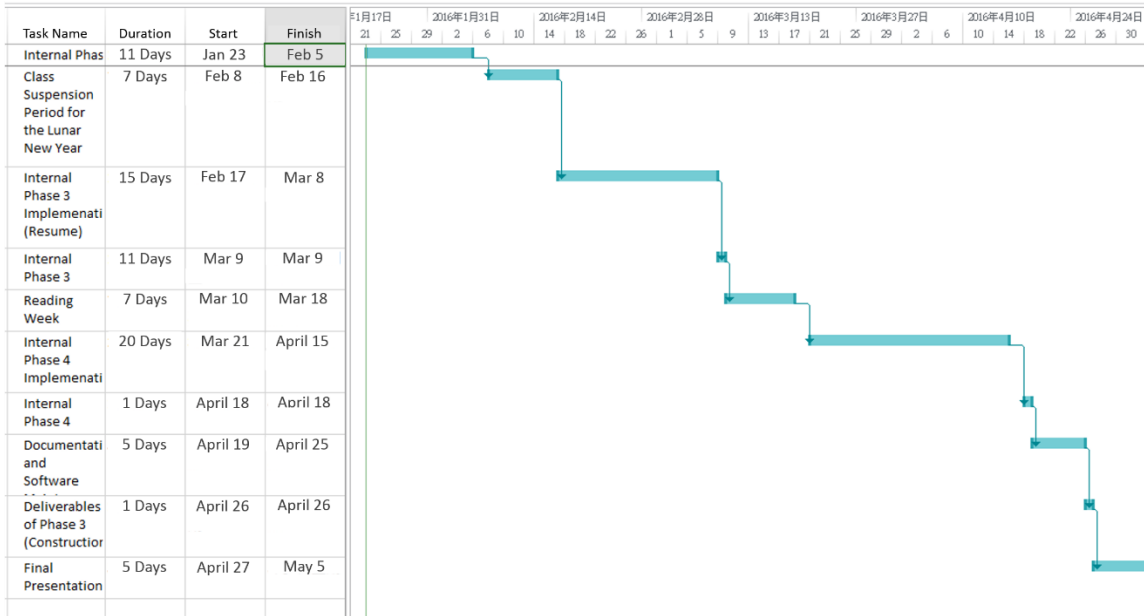 年1月17日 2016年1月31日 2016年2月14日 2016年2月28日 2016年3月13日 2016年3月27日 2016年4月10日 2016年4月24日
Task Name Duration Start Finish 21 25 29 2 6 10 14 18 22 26 1 5 9 13 17 21 25 29 2 6 10 14 18 22 26 30
Internal Phas 11 Days Jan 23 Feb 5
Class 7 Days Feb 8 Feb 16
Suspension
Period for
the Lunar
New Year
Internal 15 Days Feb 17 Mar 8
Phase 3
Implemenati
(Resume)
Internal 11 Days Mar 9 Mar 9
Phase 3
Reading 7 Days Mar 10 Mar 18
Week
Internal 20 Days Mar 21 April 15
Phase 4
Implemenati
Internal 1 Days April 18 April 18
Phase 4
Documentati 5 Days April 19 April 25
and
Software
Deliverables 1 Days April 26 April 26
of Phase 3
(Construction
Final 5 Days April 27 May 5
Presentation